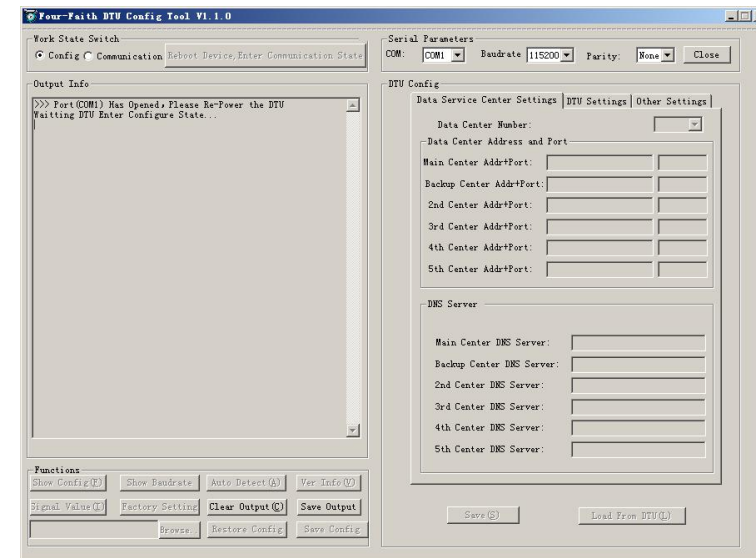 Four-Faith DTU Config Tool V1.1.0
Work State Switch
Config Communication Reboot Device,Enter Communication State
Serial Parameters
COM: COM1 Baudrate 115200 Parity: None Close
Output Info
>>> Port(COM1) Has Opened, Please Re-Power the DTU
Waitting DTU Enter Configure State...
DTU Config
Data Service Center Settings DTU Settings Other Settings
Data Center Number:
Data Center Address and Port
Main Center Addr+Port:
Backup Center Addr+Port:
2nd Center Addr+Port:
3rd Center Addr+Port:
4th Center Addr+Port:
5th Center Addr+Port:
DNS Server
Main Center DNS Server:
Backup Center DNS Server:
2nd Center DNS Server:
3rd Center DNS Server:
4th Center DNS Server:
5th Center DNS Server:
Save(S) Load From DTU(L)
Functions
Show Config(P) Show Baudrate Auto Detect(A) Ver Info(V)
Signal Value(I) Factory Setting Clear Output(C) Save Output
Browse. Restore Config Save Config